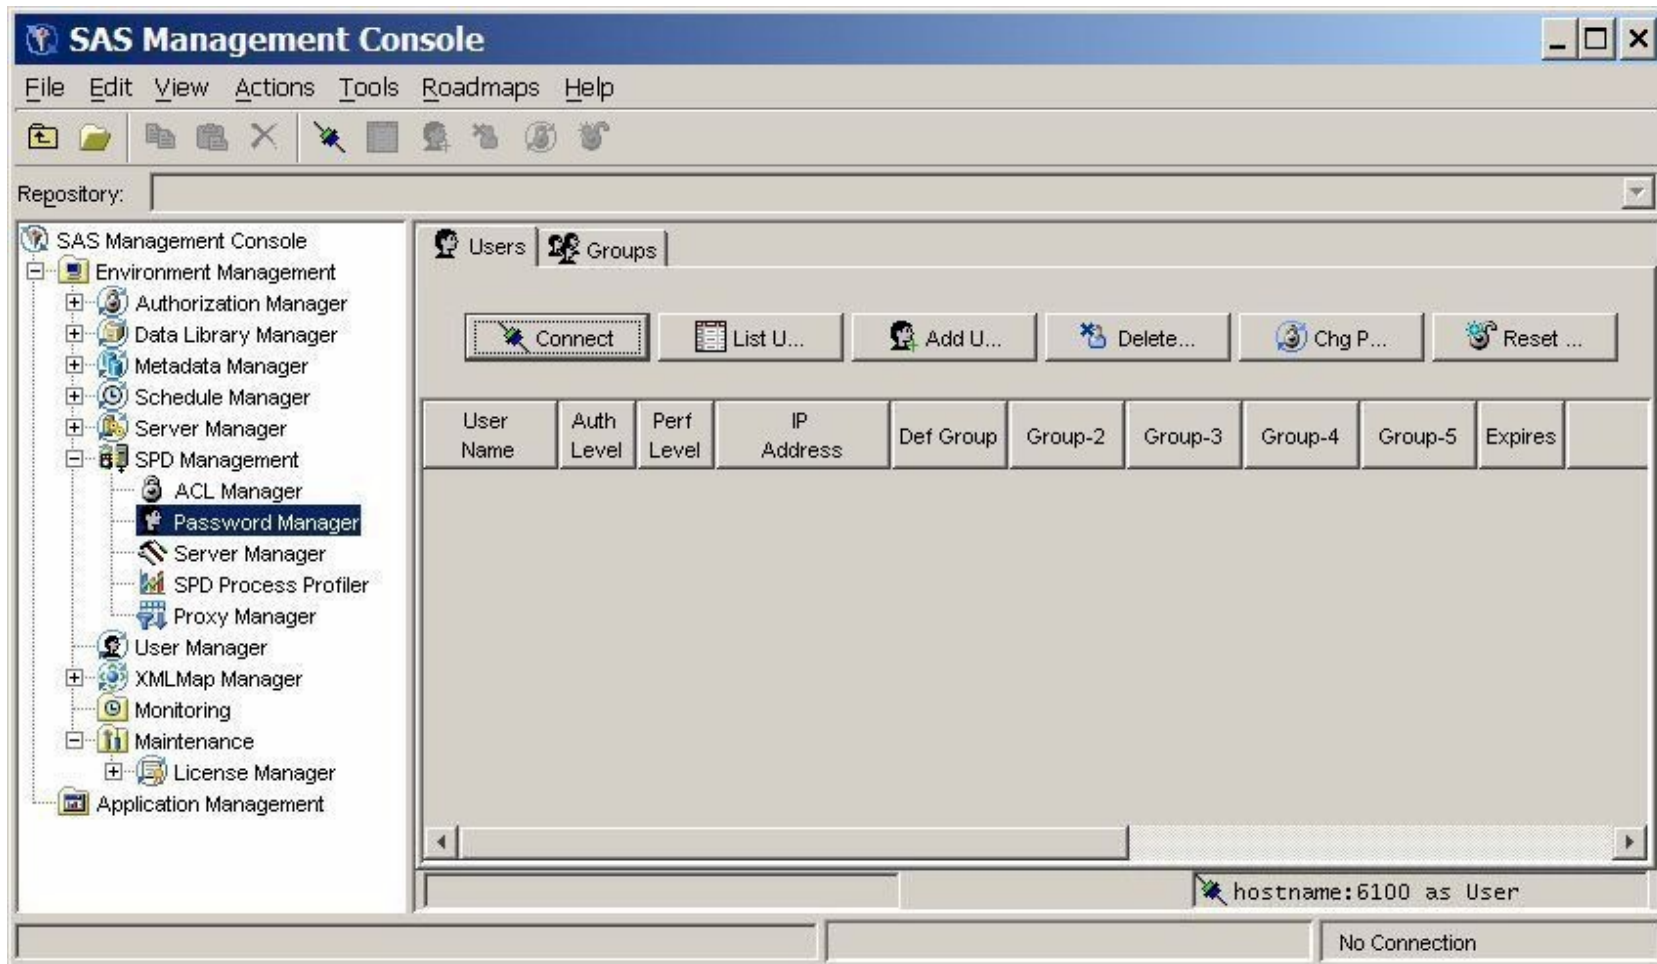 SAS Management Console
File Edit View Actions Tools Roadmaps Help
Repository:
SAS Management Console
Environment Management
Authorization Manager
Data Library Manager
Metadata Manager
Schedule Manager
Server Manager
SPD Management
ACL Manager
Password Manager
Server Manager
SPD Process Profiler
Proxy Manager
User Manager
XMLMap Manager
Monitoring
Maintenance
License Manager
Application Management
Users Groups
Connect List U... Add U... Delete... Chg P... Reset ...
User Name Auth Level Perf Level IP Address Def Group Group-2 Group-3 Group-4 Group-5 Expires
hostname:6100 as User
No Connection